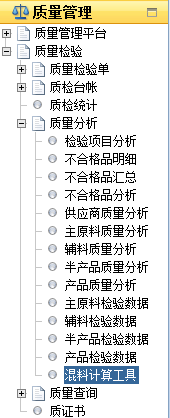 质量管理
质量管理平台
质量检验
质量检验单
质检台帐
质检统计
质量分析
检验项目分析
不合格品明细
不合格品汇总
不合格品分析
供应商质量分析
主原料质量分析
辅料质量分析
半产品质量分析
产品质量分析
主原料检验数据
辅料检验数据
半产品检验数据
产品检验数据
混料计算工具
质量查询
质证书